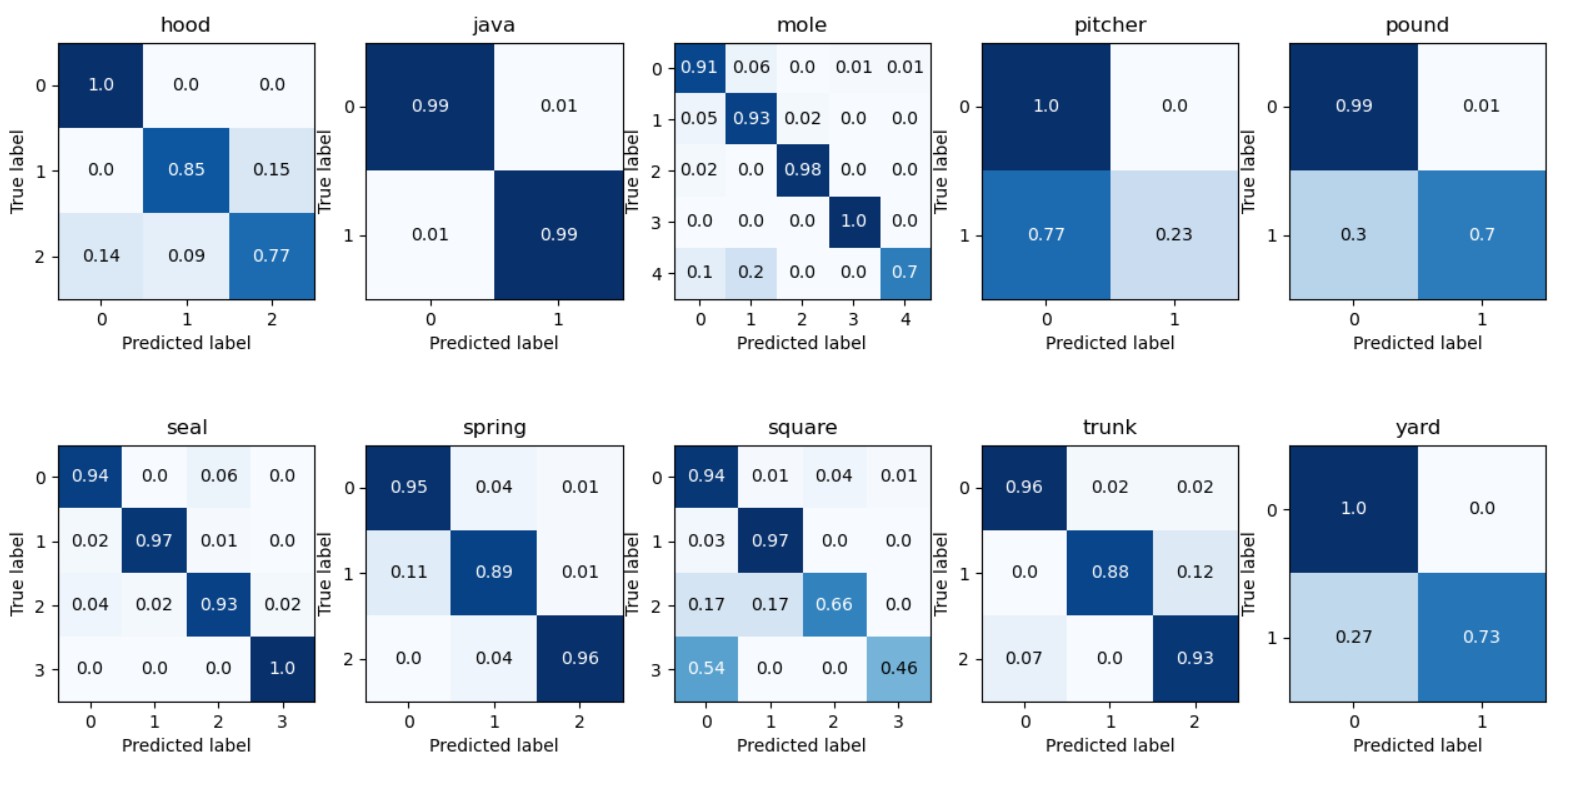 hood java mole pitcher pound
0 1.0 0.0 0.0
1 0.0 0.85 0.15
2 0.14 0.09 0.77
0 1 2
Predicted label
True label
0 0.99 0.01
1 0.01 0.99
0 1
Predicted label
True label
0 0.91 0.06 0.0 0.01 0.01
1 0.05 0.93 0.02 0.0 0.0
2 0.02 0.0 0.98 0.0 0.0
3 0.0 0.0 0.0 1.0 0.0
4 0.1 0.2 0.0 0.0 0.7
0 1 2 3 4
Predicted label
True label
0 1.0 0.0
1 0.77 0.23
0 1
Predicted label
True label
0 0.99 0.01
1 0.3 0.7
0 1
Predicted label
True label
seal spring square trunk yard
0 0.94 0.0 0.06 0.0
1 0.02 0.97 0.01 0.0
2 0.04 0.02 0.93 0.02
3 0.0 0.0 0.0 1.0
0 1 2 3
Predicted label
True label
0 0.95 0.04 0.01
1 0.11 0.89 0.01
2 0.0 0.04 0.96
0 1 2
Predicted label
True label
0 0.94 0.01 0.04 0.01
1 0.03 0.97 0.0 0.0
2 0.17 0.17 0.66 0.0
3 0.54 0.0 0.0 0.46
0 1 2 3
Predicted label
True label
0 0.96 0.02 0.02
1 0.0 0.88 0.12
2 0.07 0.0 0.93
0 1 2
Predicted label
True label
0 1.0 0.0
1 0.27 0.73
0 1
Predicted label
True label